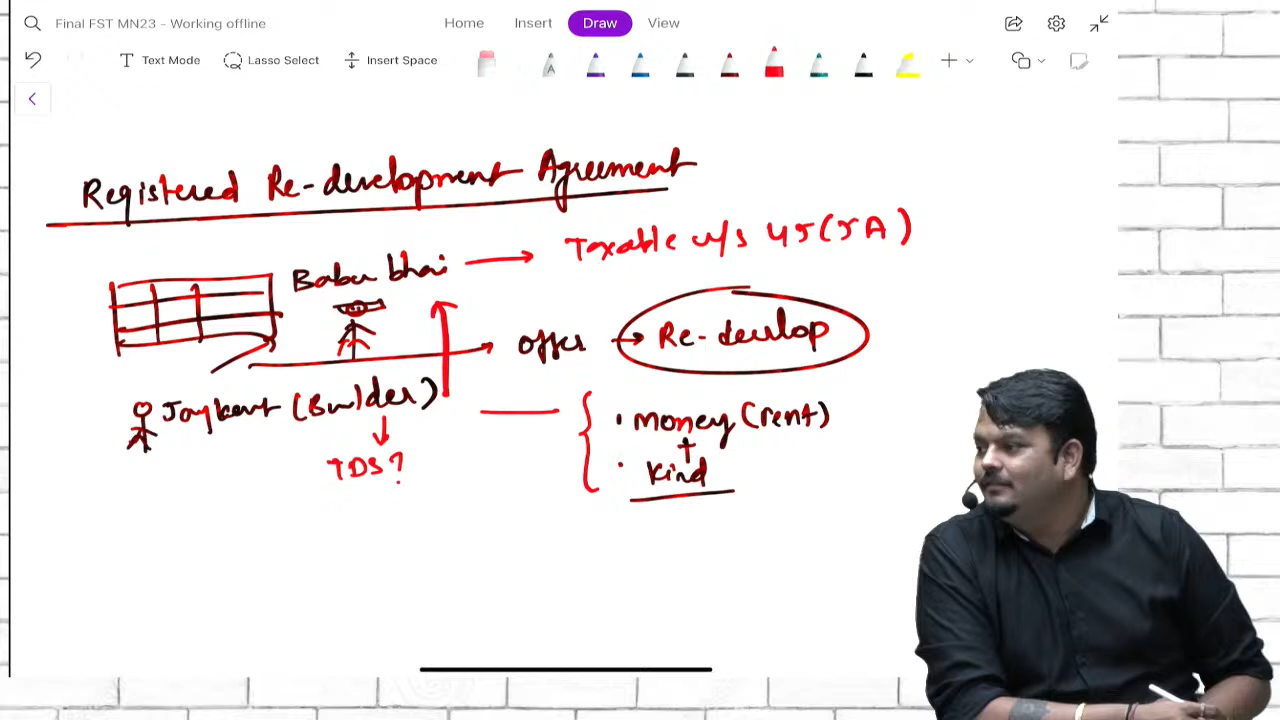 Final FST MN23 - Working offline
Home Insert Draw View
Text Mode Lasso Select Insert Space
Registered Re-development Agreement
Babu bhai → Taxable u/s 45(5A)
offer → Re-develop
Jaykant (Builder)
• money (rent)
+
• Kind
TDS?